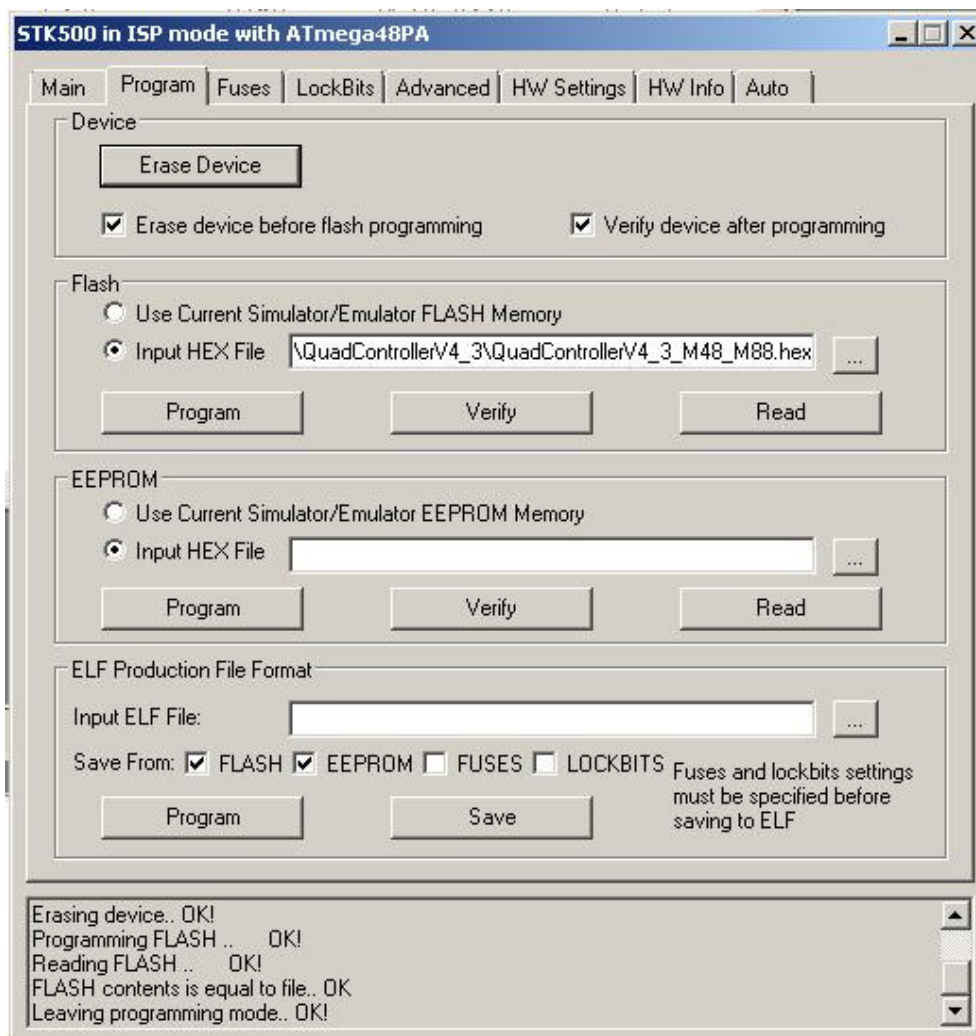 STK500 in ISP mode with ATmega48PA
Main Program Fuses LockBits Advanced HW Settings HW Info Auto
Device
Erase Device
Erase device before flash programming Verify device after programming
Flash
Use Current Simulator/Emulator FLASH Memory
Input HEX File \QuadControllerV4_3\QuadControllerV4_3_M48_M88.hex ...
Program Verify Read
EEPROM
Use Current Simulator/Emulator EEPROM Memory
Input HEX File ...
Program Verify Read
ELF Production File Format
Input ELF File: ...
Save From: FLASH EEPROM FUSES LOCKBITS
Fuses and lockbits settings
must be specified before
saving to ELF
Program Save
Erasing device.. OK!
Programming FLASH .. OK!
Reading FLASH .. OK!
FLASH contents is equal to file.. OK
Leaving programming mode.. OK!